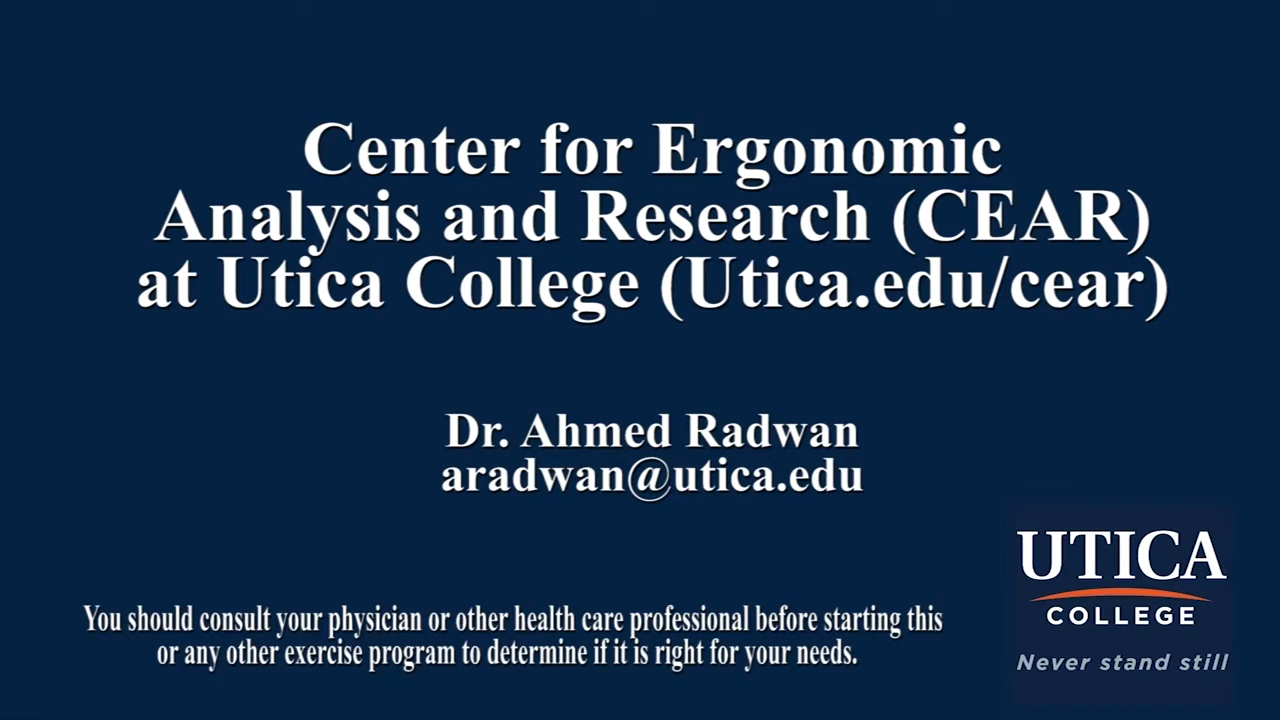 Center for Ergonomic
Analysis and Research (CEAR)
at Utica College (Utica.edu/cear)
Dr. Ahmed Radwan
aradwan@utica.edu
You should consult your physician or other health care professional before starting this
or any other exercise program to determine if it is right for your needs.
UTICA
COLLEGE
Never stand still